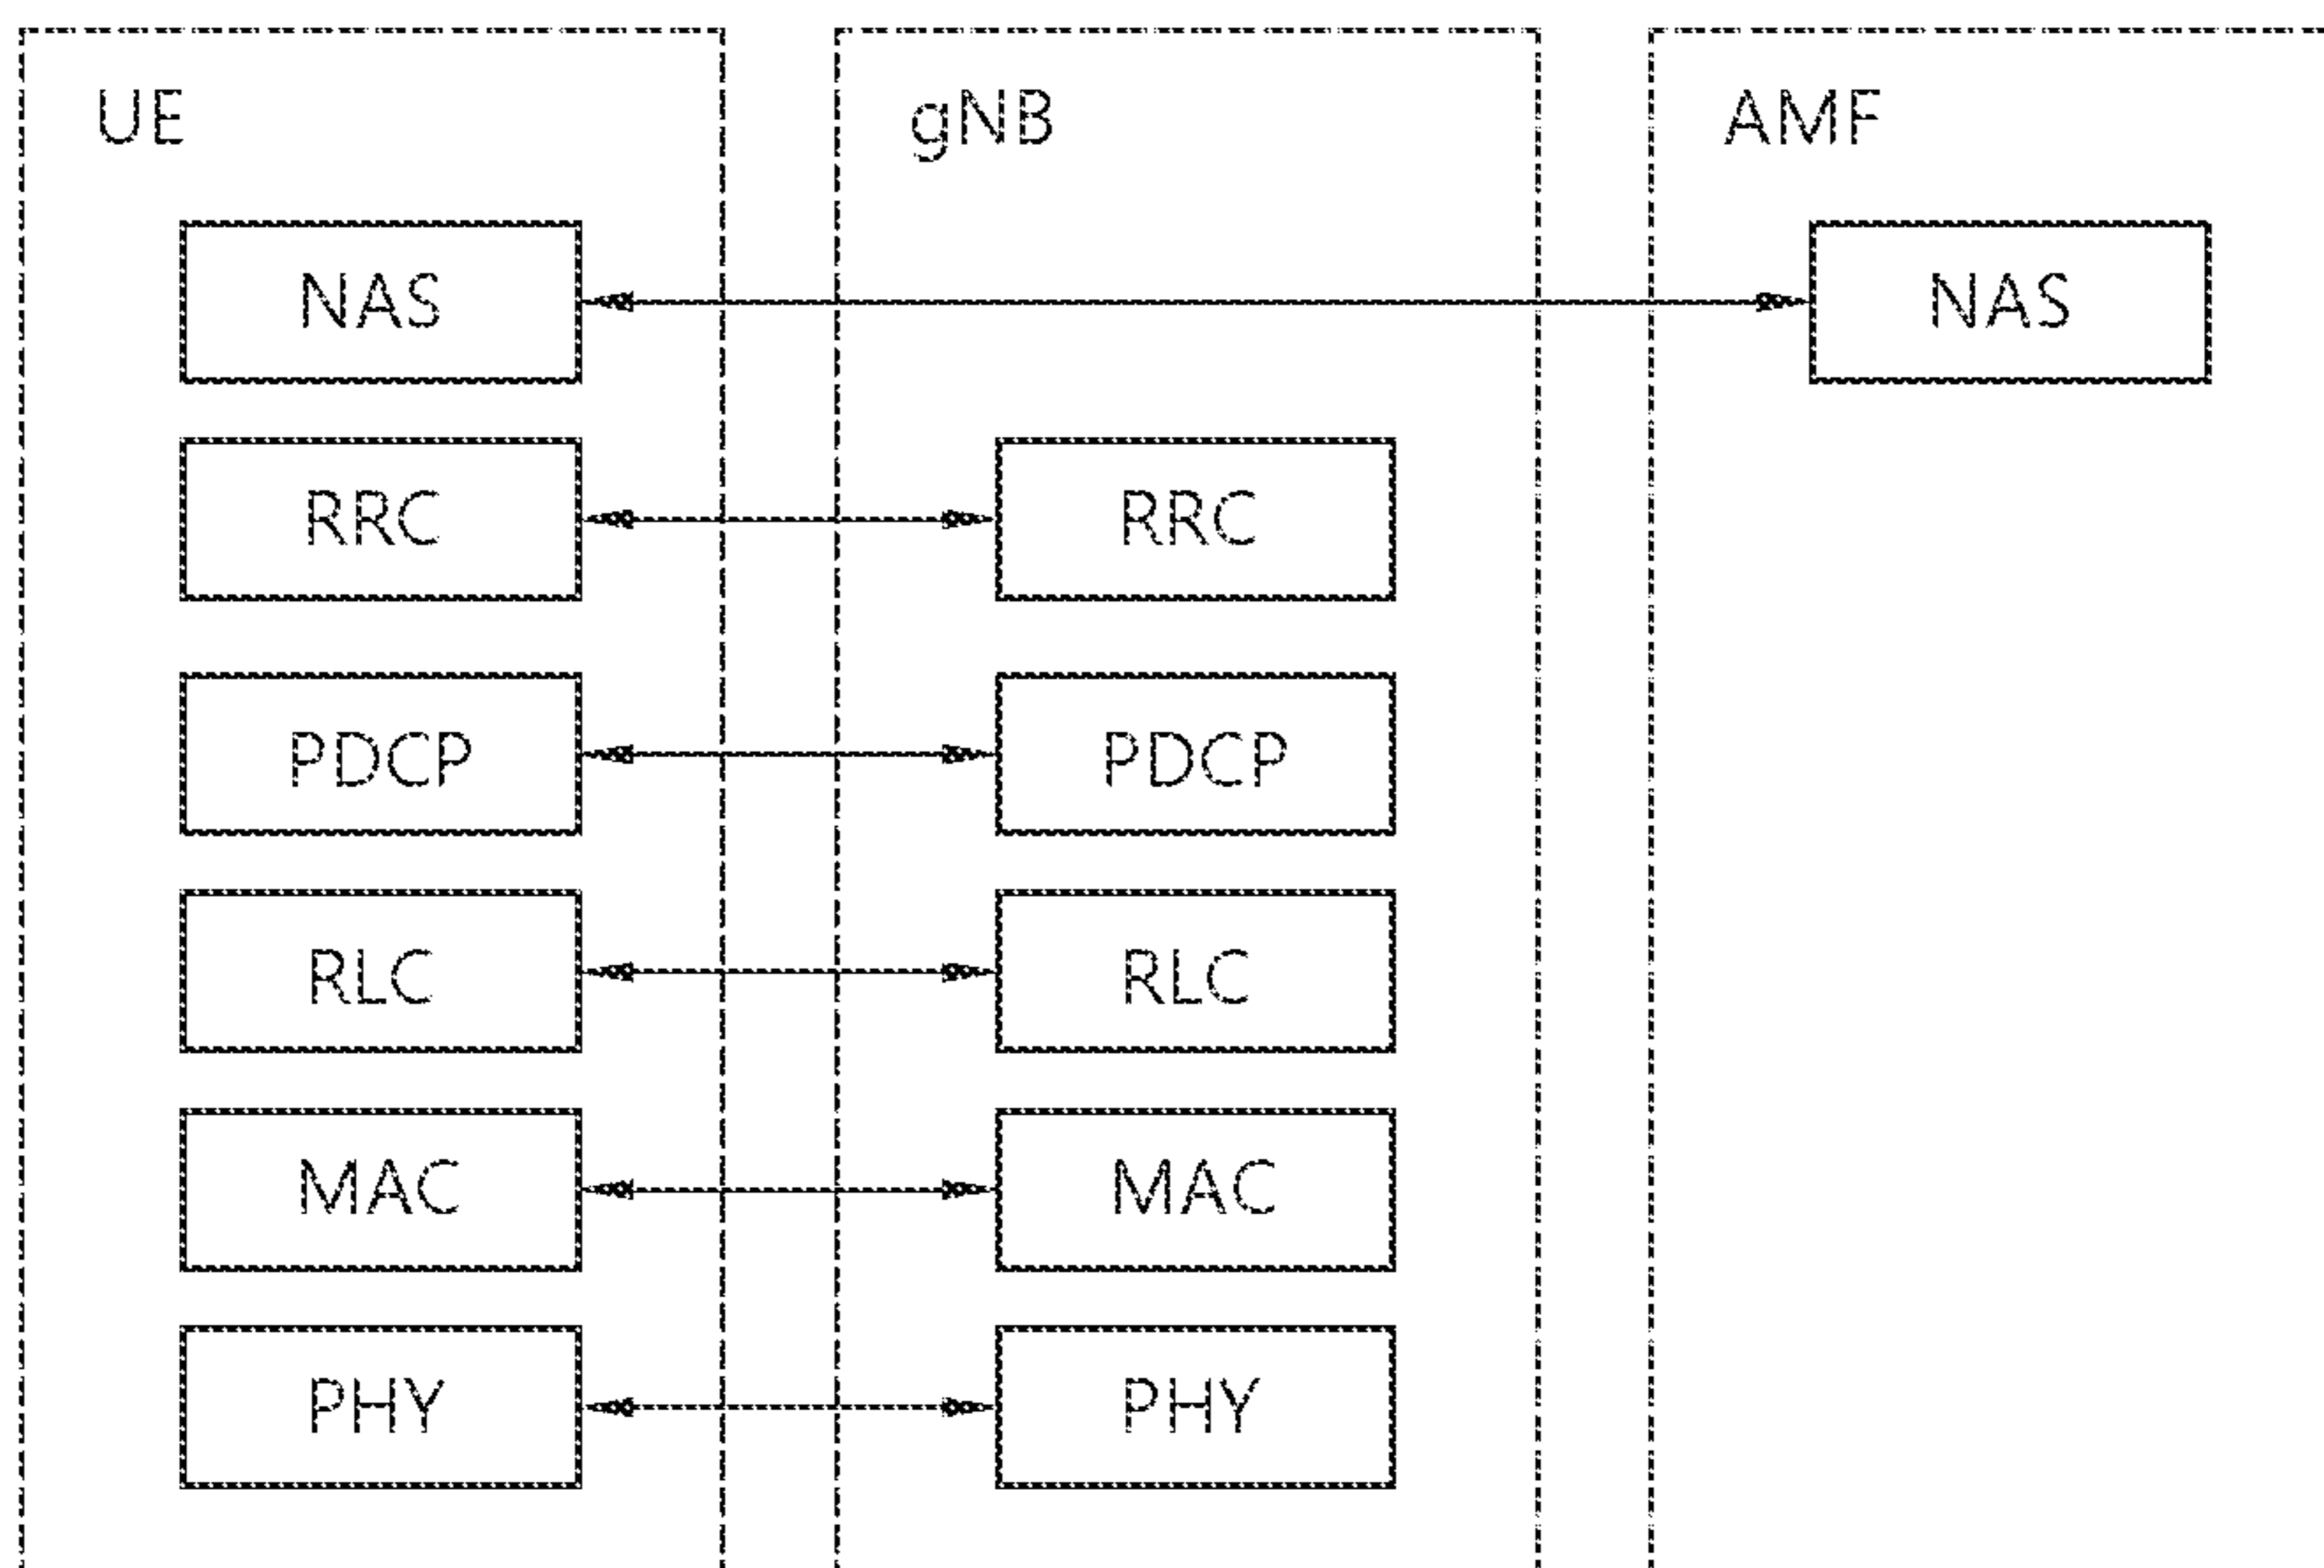 UE gNB AMF
NAS NAS
RRC RRC
PDCP PDCP
RLC RLC
MAC MAC
PHY PHY